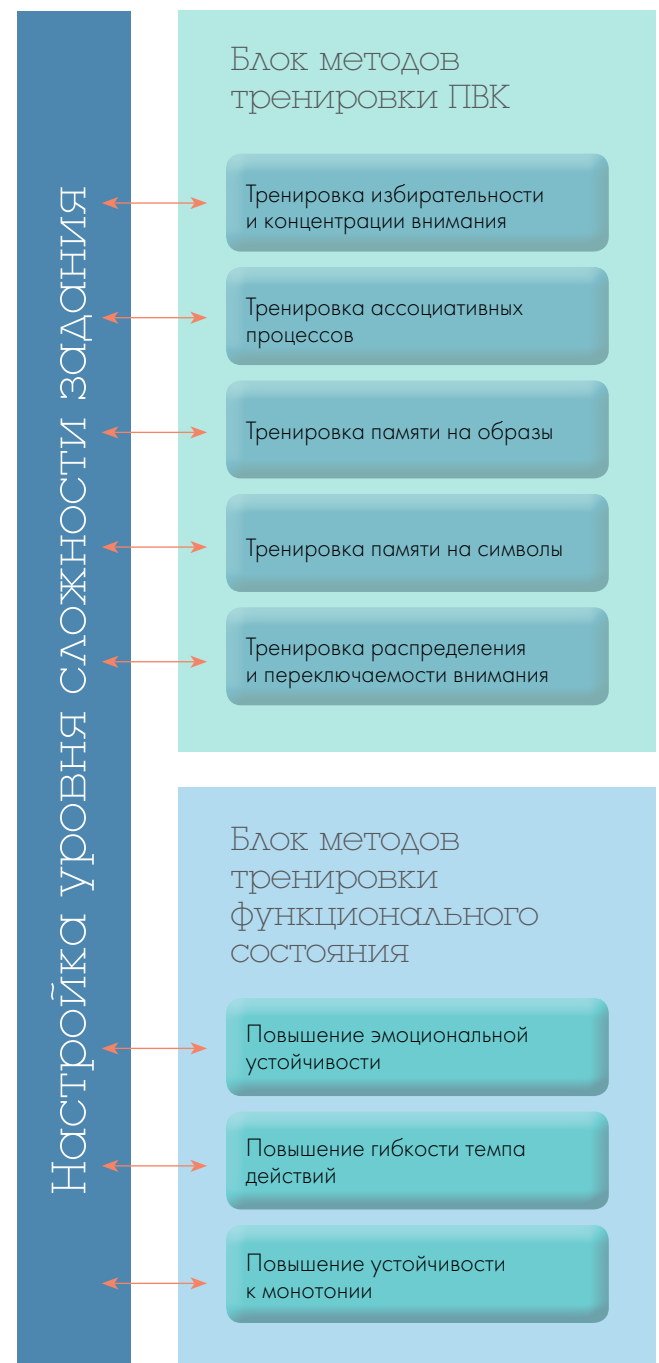 Настройка уровня сложности задания
Блок методов
тренировки ПВК
Тренировка избирательности
и концентрации внимания
Тренировка ассоциативных
процессов
Тренировка памяти на образы
Тренировка памяти на символы
Тренировка распределения
и переключаемости внимания
Блок методов
тренировки
функционального
состояния
Повышение эмоциональной
устойчивости
Повышение гибкости темпа
действий
Повышение устойчивости
к монотонии